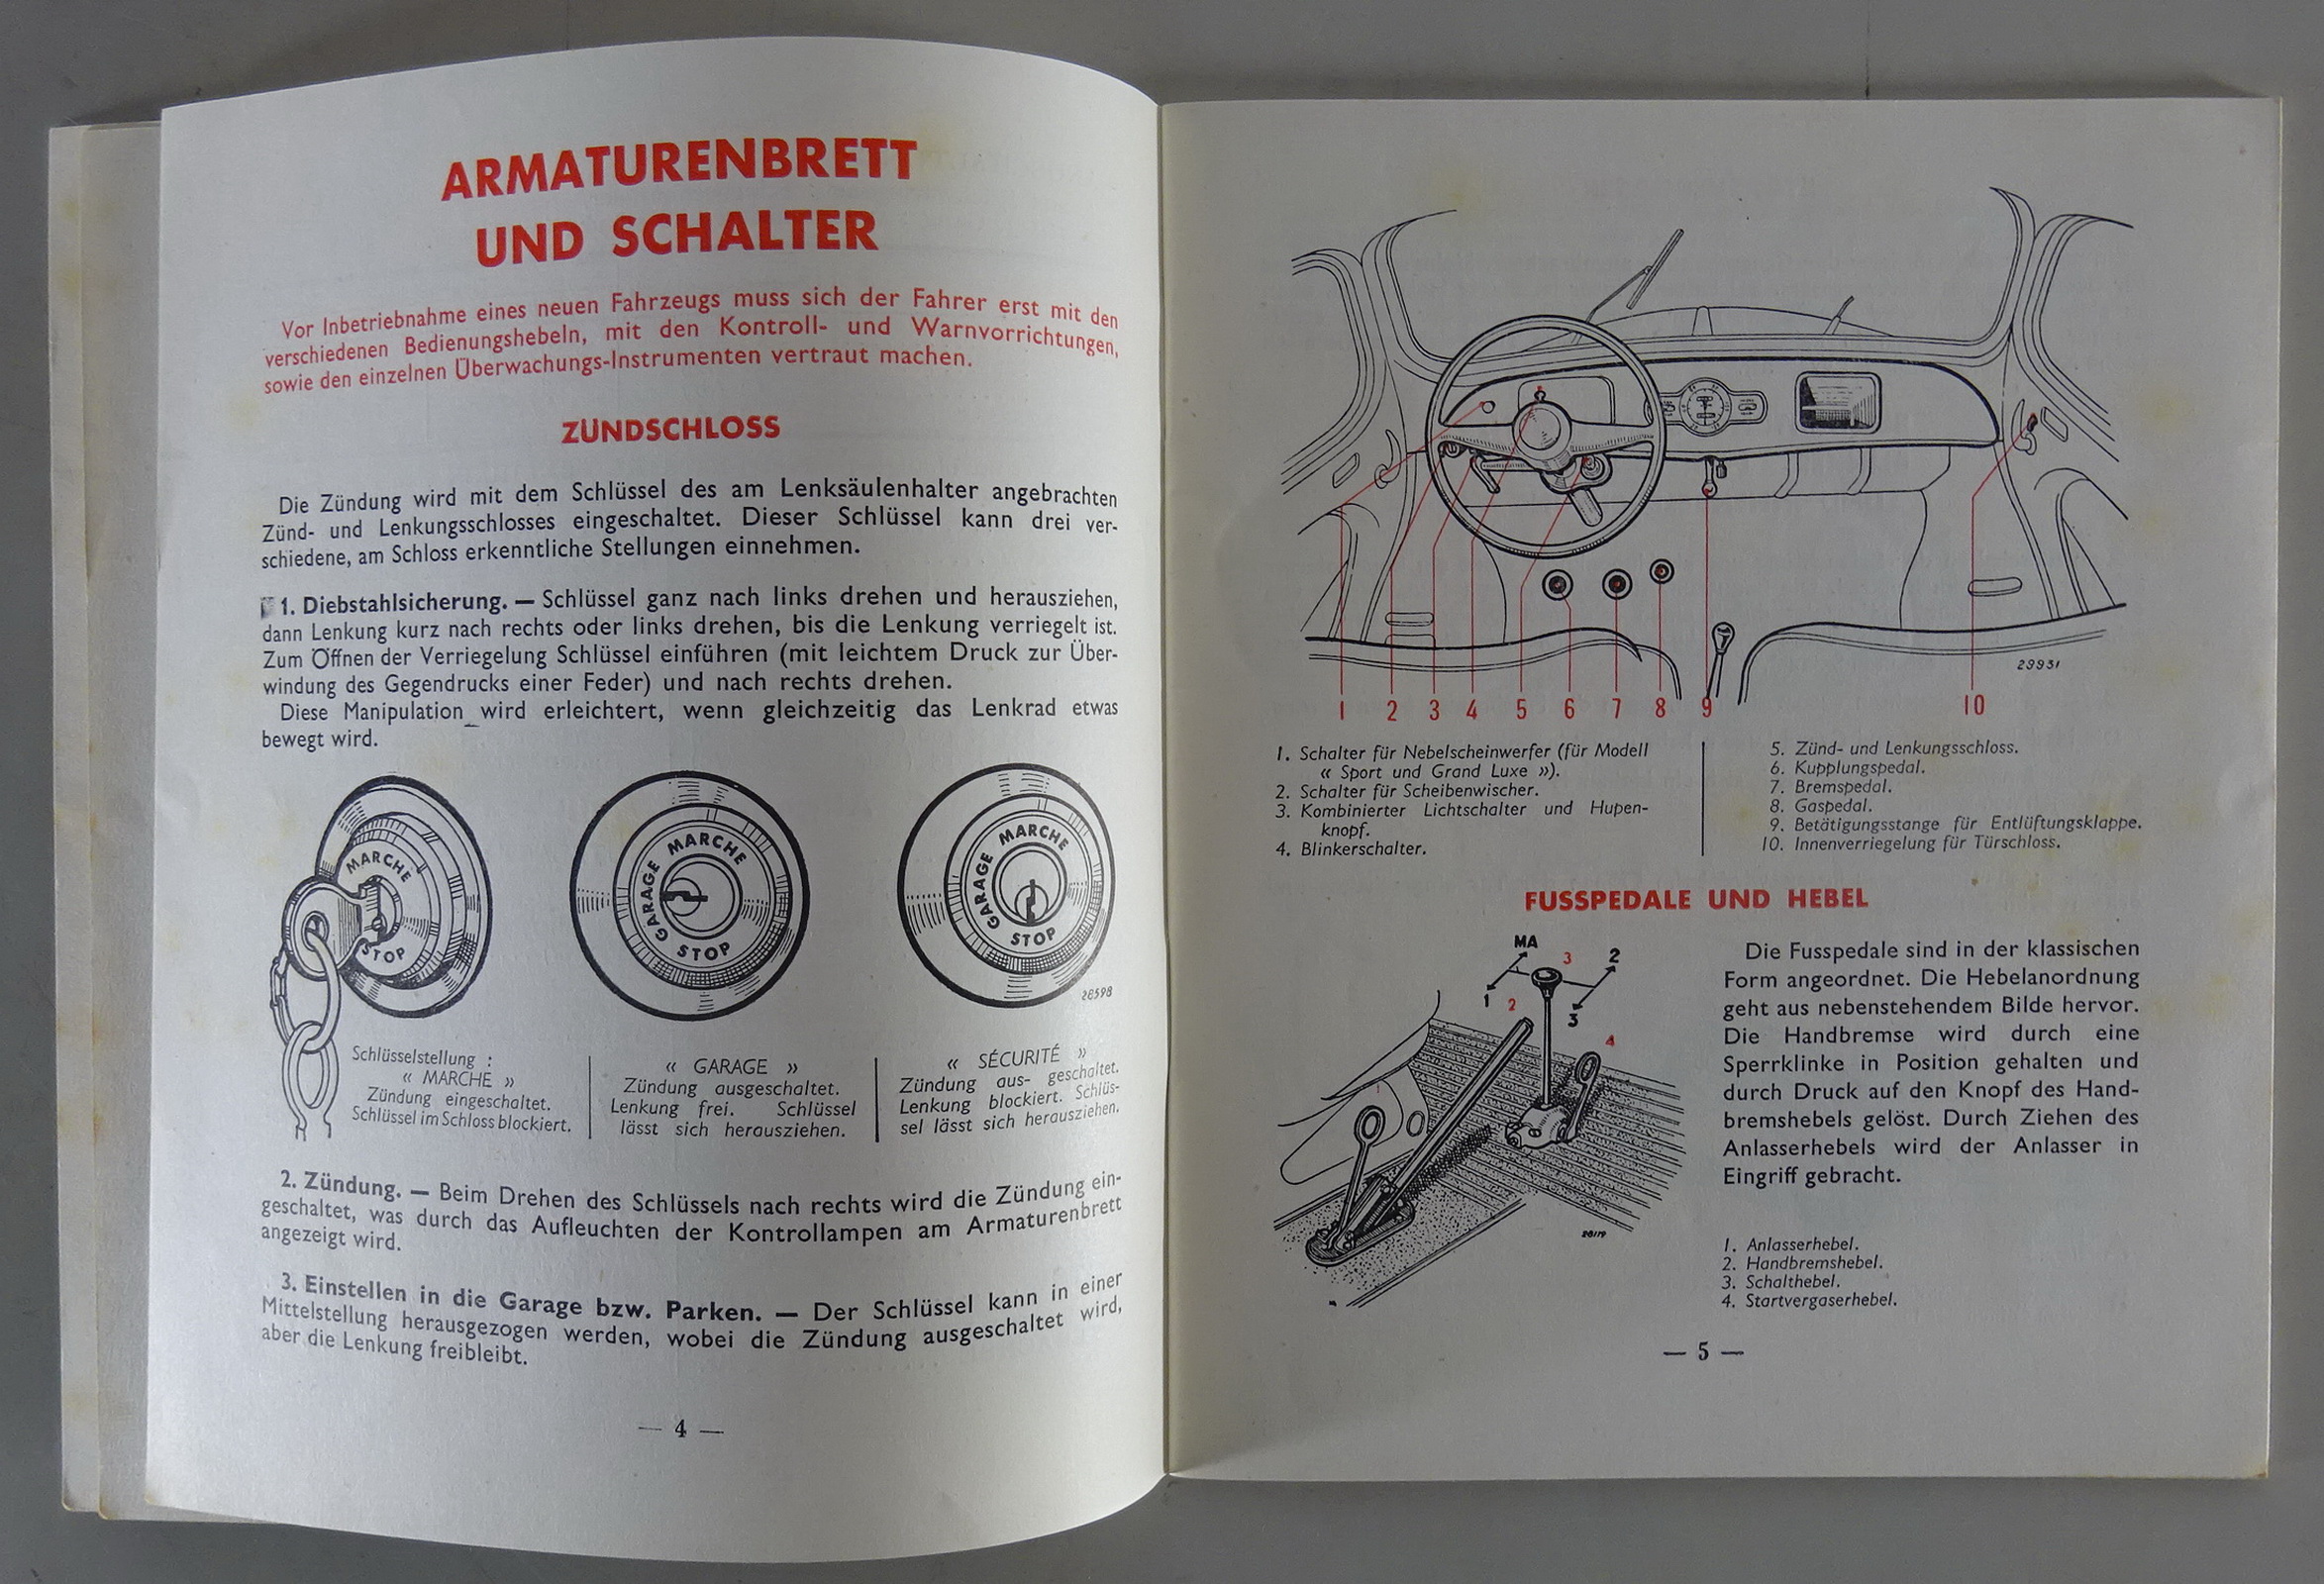 ARMATURENBRETT
UND SCHALTER
Vor Inbetriebnahme eines neuen Fahrzeugs muss sich der Fahrer erst mit den
verschiedenen Bedienungshebeln, mit den Kontroll- und Warnvorrichtungen,
sowie den einzelnen Überwachungs-Instrumenten vertraut machen.
ZÜNDSCHLOSS
Die Zündung wird mit dem Schlüssel des am Lenksäulenhalter angebrachten
Zünd- und Lenkungsschlosses eingeschaltet. Dieser Schlüssel kann drei ver-
schiedene, am Schloss erkenntliche Stellungen einnehmen.
1. Diebstahlsicherung. — Schlüssel ganz nach links drehen und herausziehen,
dann Lenkung kurz nach rechts oder links drehen, bis die Lenkung verriegelt ist.
Zum Öffnen der Verriegelung Schlüssel einführen (mit leichtem Druck zur Über-
windung des Gegendrucks einer Feder) und nach rechts drehen.
Diese Manipulation wird erleichtert, wenn gleichzeitig das Lenkrad etwas
bewegt wird.
MARCHE
STOP
GARAGE MARCHE
STOP
GARAGE MARCHE
STOP
28598
Schlüsselstellung :
« MARCHE »
Zündung eingeschaltet.
Schlüssel im Schloss blockiert.
« GARAGE »
Zündung ausgeschaltet.
Lenkung frei. Schlüssel
lässt sich herausziehen.
« SÉCURITÉ »
Zündung aus- geschaltet.
Lenkung blockiert. Schlüs-
sel lässt sich herausziehen.
2. Zündung. — Beim Drehen des Schlüssels nach rechts wird die Zündung ein-
geschaltet, was durch das Aufleuchten der Kontrollampen am Armaturenbrett
angezeigt wird.
3. Einstellen in die Garage bzw. Parken. — Der Schlüssel kann in einer
Mittelstellung herausgezogen werden, wobei die Zündung ausgeschaltet wird,
aber die Lenkung freibleibt.
— 4 —
29931
1 2 3 4 5 6 7 8 9 10
1. Schalter für Nebelscheinwerfer (für Modell
« Sport und Grand Luxe »).
2. Schalter für Scheibenwischer.
3. Kombinierter Lichtschalter und Hupen-
knopf.
4. Blinkerschalter.
5. Zünd- und Lenkungsschloss.
6. Kupplungspedal.
7. Bremspedal.
8. Gaspedal.
9. Betätigungsstange für Entlüftungsklappe.
10. Innenverriegelung für Türschloss.
FUSSPEDALE UND HEBEL
MA
3
2
1
2
3
4
1
28119
Die Fusspedale sind in der klassischen
Form angeordnet. Die Hebelanordnung
geht aus nebenstehendem Bilde hervor.
Die Handbremse wird durch eine
Sperrklinke in Position gehalten und
durch Druck auf den Knopf des Hand-
bremshebels gelöst. Durch Ziehen des
Anlasserhebels wird der Anlasser in
Eingriff gebracht.
1. Anlasserhebel.
2. Handbremshebel.
3. Schalthebel.
4. Startvergaserhebel.
— 5 —